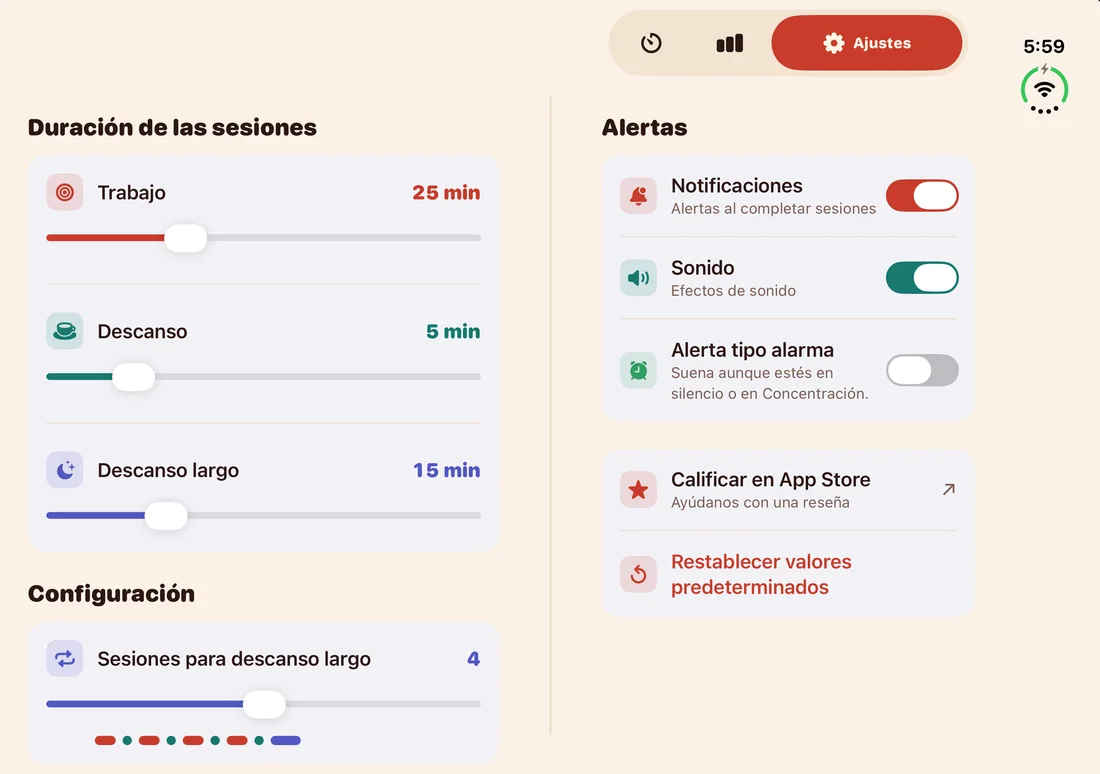 Ajustes
5:59
Duración de las sesiones
Trabajo
25 min
Descanso
5 min
Descanso largo
15 min
Configuración
Sesiones para descanso largo
4
Alertas
Notificaciones
Alertas al completar sesiones
Sonido
Efectos de sonido
Alerta tipo alarma
Suena aunque estés en
silencio o en Concentración.
Calificar en App Store
Ayúdanos con una reseña
Restablecer valores
predeterminados